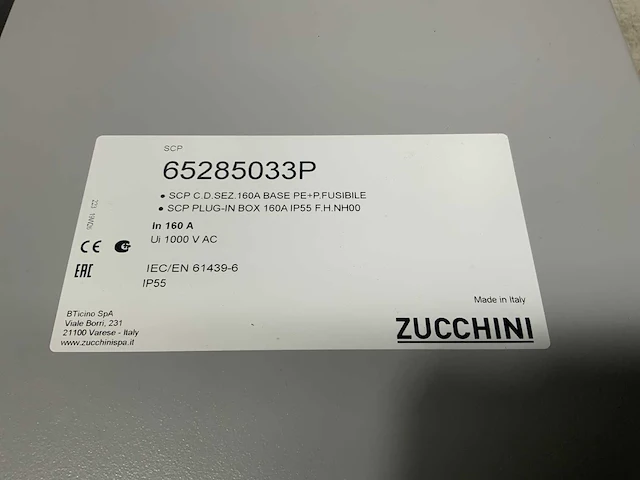 SCP
65285033P
• SCP C.D.SEZ.160A BASE PE+P.FUSIBILE
• SCP PLUG-IN BOX 160A IP55 F.H.NH00
In 160 A
Ui 1000 V AC
CE
EAC
IEC/EN 61439-6
IP55
BTicino SpA
Viale Borri, 231
21100 Varese - Italy
www.zucchinispa.it
Made in Italy
ZUCCHINI